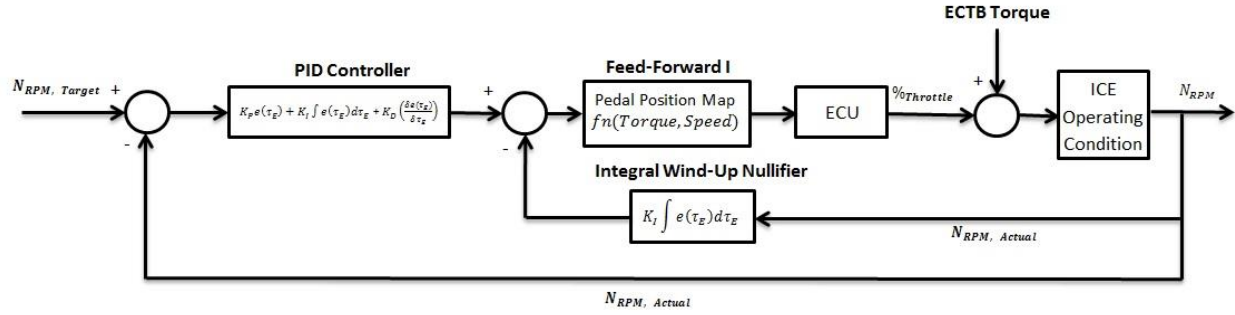 ECTB Torque
PID Controller
Feed-Forward I
N_{RPM, Target}
+
-
K_P e(τ_E) + K_I ∫ e(τ_E)dτ_E + K_D (δe(τ_E)/δτ_E)
+
-
Pedal Position Map
fn(Torque, Speed)
ECU
%_{Throttle}
+
ICE
Operating
Condition
N_{RPM}
Integral Wind-Up Nullifier
K_I ∫ e(τ_E)dτ_E
N_{RPM, Actual}
N_{RPM, Actual}